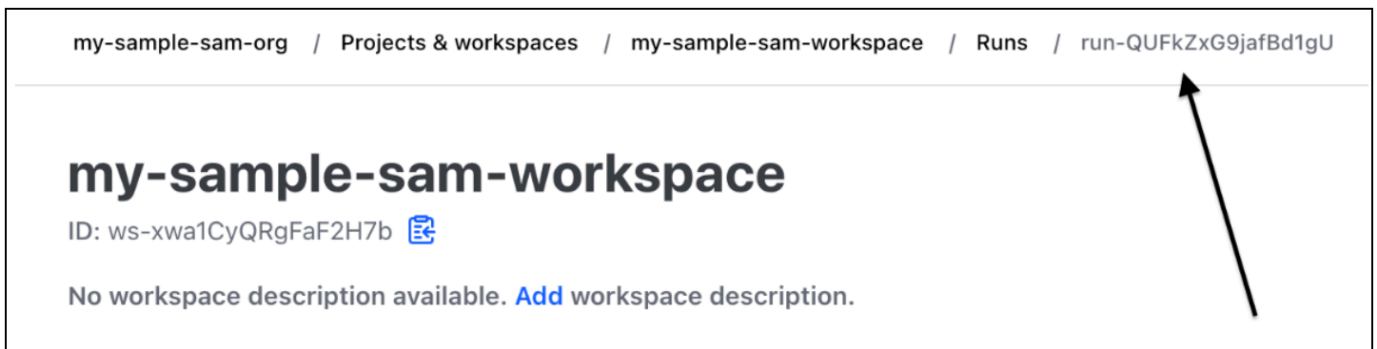 my-sample-sam-org / Projects & workspaces / my-sample-sam-workspace / Runs / run-QUFkZxG9jafBd1gU
my-sample-sam-workspace
ID: ws-xwa1CyQRgFaF2H7b
No workspace description available. Add workspace description.